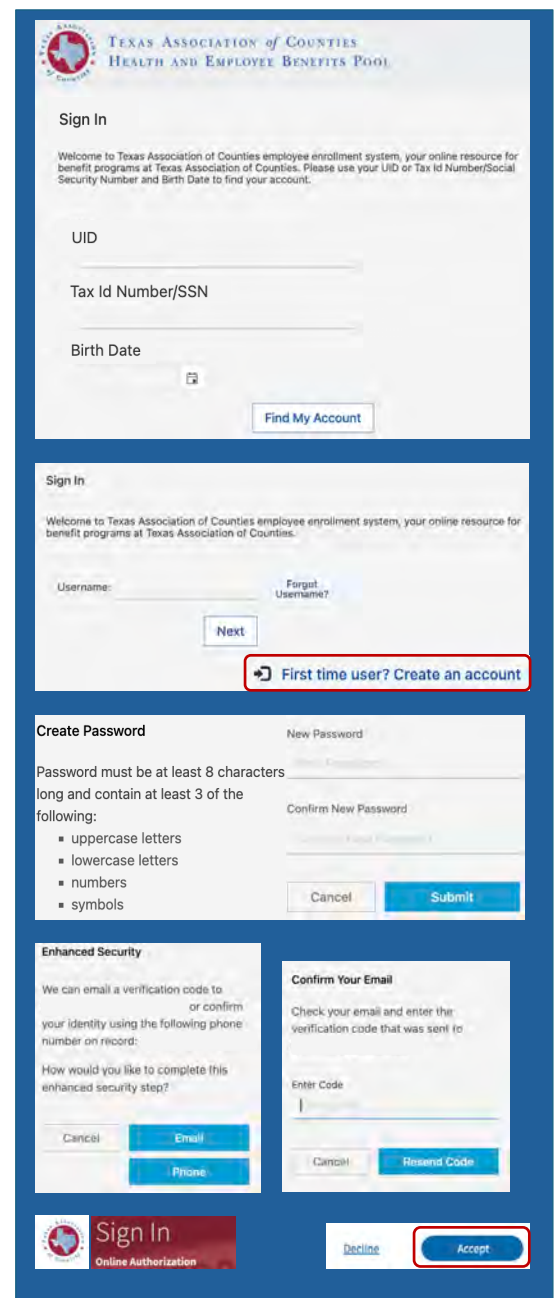 TEXAS ASSOCIATION of COUNTIES
HEALTH AND EMPLOYEE BENEFITS POOL
Sign In
Welcome to Texas Association of Counties employee enrollment system, your online resource for
benefit programs at Texas Association of Counties. Please use your UID or Tax Id Number/Social
Security Number and Birth Date to find your account.
UID
Tax Id Number/SSN
Birth Date
Find My Account
Sign In
Welcome to Texas Association of Counties employee enrollment system, your online resource for
benefit programs at Texas Association of Counties.
Username:
Forgot
Username?
Next
First time user? Create an account
Create Password
Password must be at least 8 characters
long and contain at least 3 of the
following:
▪ uppercase letters
▪ lowercase letters
▪ numbers
▪ symbols
New Password
Confirm New Password
Cancel
Submit
Enhanced Security
We can email a verification code to
or confirm
your identity using the following phone
number on record:
How would you like to complete this
enhanced security step?
Cancel
Email
Phone
Confirm Your Email
Check your email and enter the
verification code that was sent to
Enter Code
Cancel
Resend Code
Sign In
Online Authorization
Decline
Accept